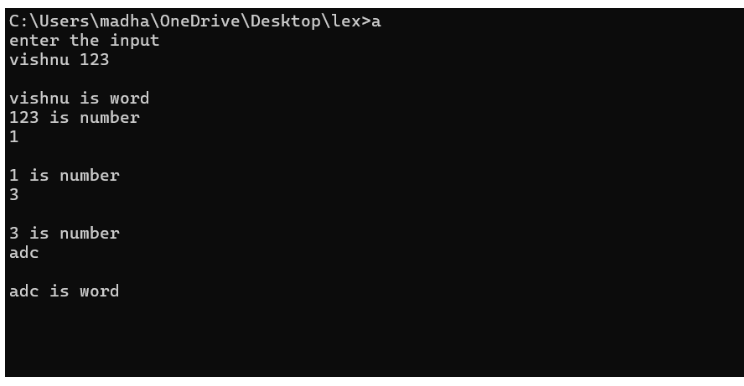 C:\Users\madha\OneDrive\Desktop\lex>a
enter the input
vishnu 123
vishnu is word
123 is number
1
1 is number
3
3 is number
adc
adc is word